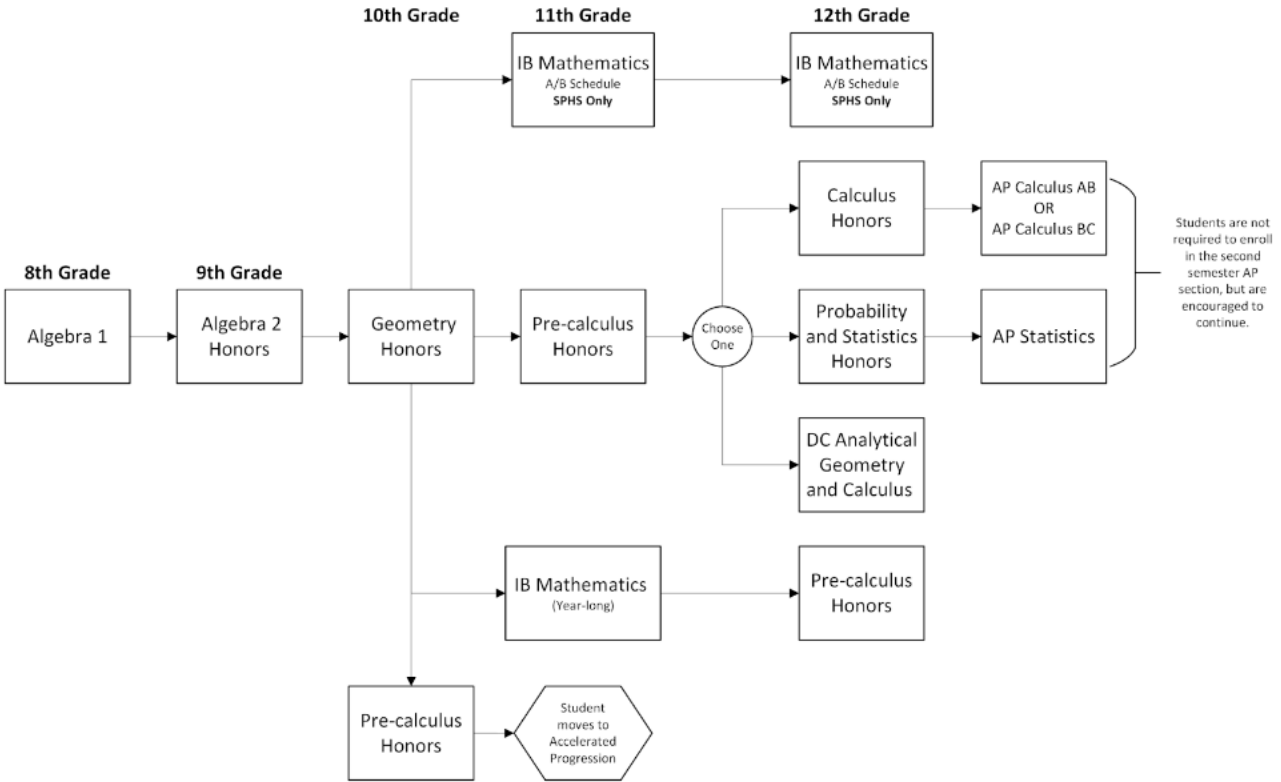 10th Grade
11th Grade
12th Grade
IB Mathematics
A/B Schedule
SPHS Only
IB Mathematics
A/B Schedule
SPHS Only
8th Grade
9th Grade
Algebra 1
Algebra 2
Honors
Geometry
Honors
Pre-calculus
Honors
Choose
One
Calculus
Honors
AP Calculus AB
OR
AP Calculus BC
Probability
and Statistics
Honors
AP Statistics
DC Analytical
Geometry
and Calculus
Students are not
required to enroll
in the second
semester AP
section, but are
encouraged to
continue.
IB Mathematics
(Year-long)
Pre-calculus
Honors
Pre-calculus
Honors
Student
moves to
Accelerated
Progression